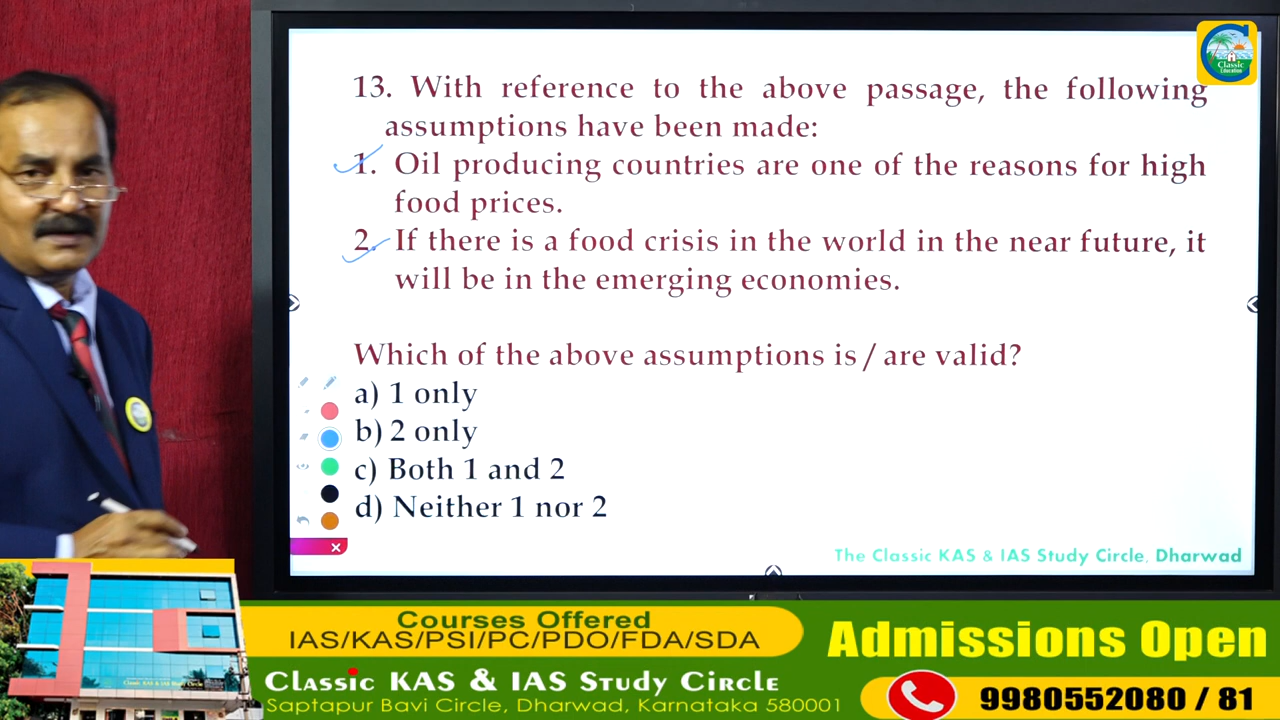 Classic
Education
13. With reference to the above passage, the following
assumptions have been made:
1. Oil producing countries are one of the reasons for high
food prices.
2. If there is a food crisis in the world in the near future, it
will be in the emerging economies.
Which of the above assumptions is / are valid?
a) 1 only
b) 2 only
c) Both 1 and 2
d) Neither 1 nor 2
The Classic KAS & IAS Study Circle, Dharwad
Courses Offered
IAS/KAS/PSI/PC/PDO/FDA/SDA
Classic KAS & IAS Study Circle
Saptapur Bavi Circle, Dharwad, Karnataka 580001
Admissions Open
9980552080 / 81